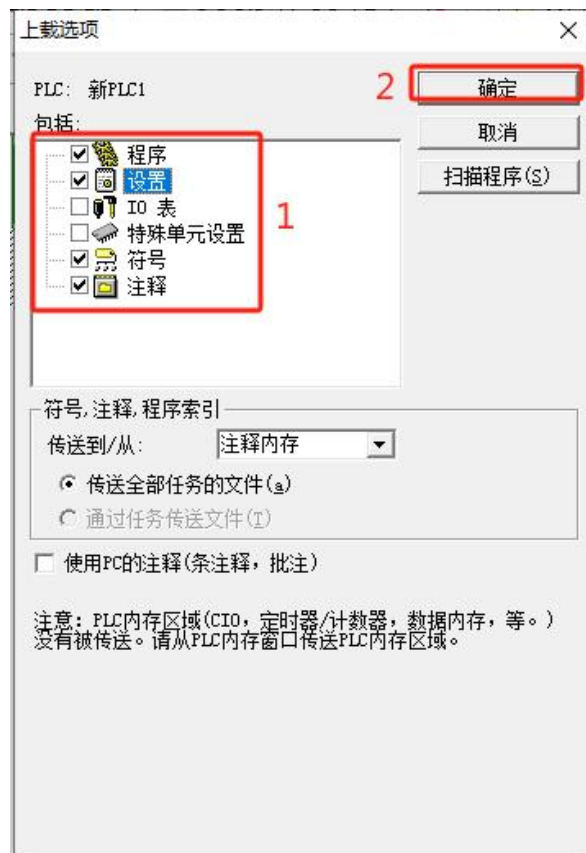 上载选项
PLC: 新PLC1
2
确定
包括:
取消
程序
设置
扫描程序(S)
IO 表
1
特殊单元设置
符号
注释
符号,注释,程序索引
传送到/从:
注释内存
传送全部任务的文件(a)
通过任务传送文件(T)
使用PC的注释(条注释，批注)
注意：PLC内存区域(CIO，定时器/计数器，数据内存，等。)
没有被传送。请从PLC内存窗口传送PLC内存区域。